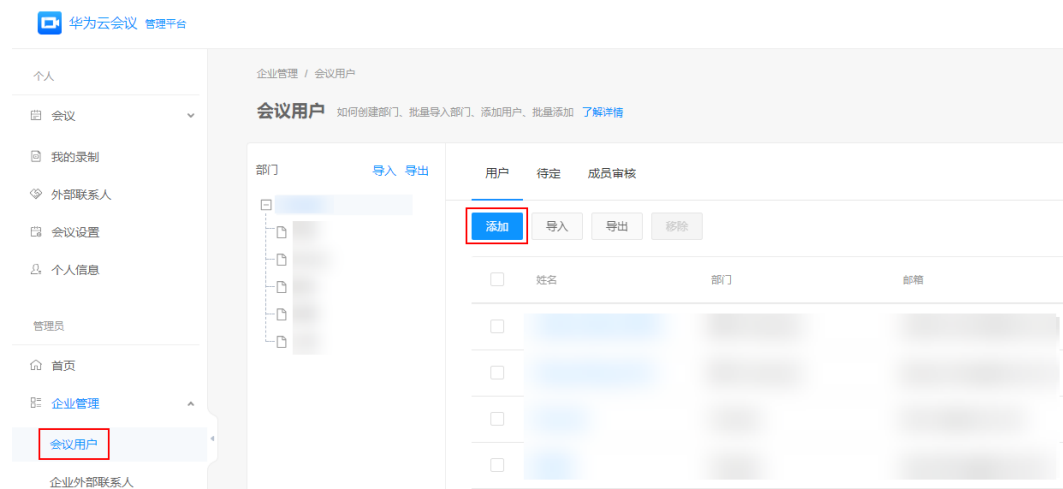 华为云会议 管理平台
个人
会议
我的录制
外部联系人
会议设置
个人信息
管理员
首页
企业管理
会议用户
企业外部联系人
企业管理 / 会议用户
会议用户 如何创建部门、批量导入部门、添加用户、批量添加 了解详情
部门 导入 导出
用户 待定 成员审核
添加 导入 导出 移除
姓名 部门 邮箱